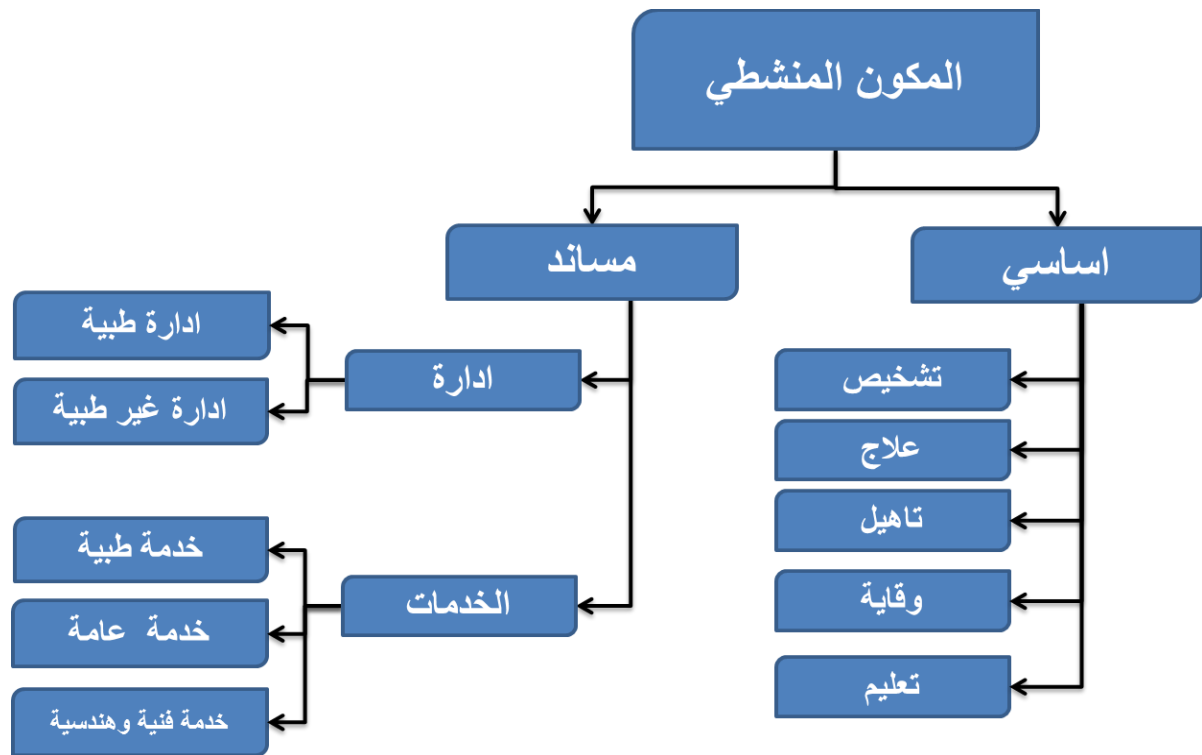 المكون المنشطي
اساسي
تشخيص
علاج
تاهيل
وقاية
تعليم
مساند
ادارة
ادارة طبية
ادارة غير طبية
الخدمات
خدمة طبية
خدمة عامة
خدمة فنية وهندسية